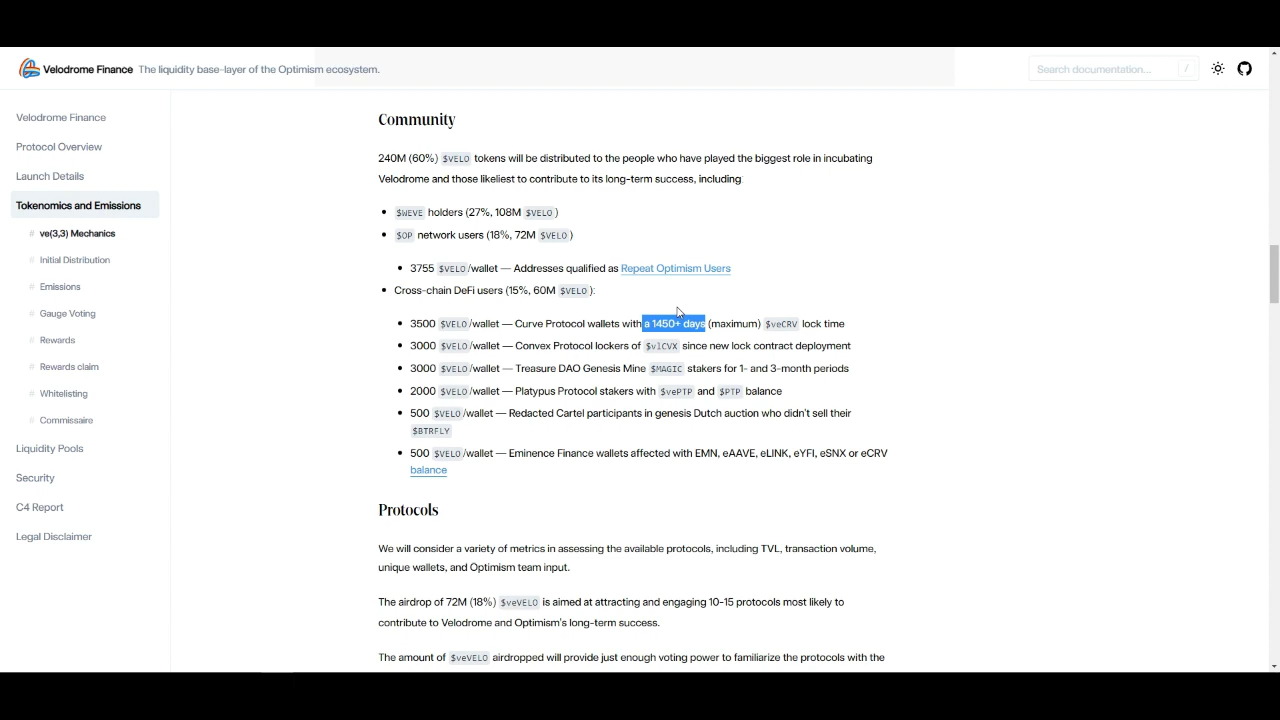 Velodrome Finance The liquidity base-layer of the Optimism ecosystem.
Search documentation... /
Velodrome Finance
Protocol Overview
Launch Details
Tokenomics and Emissions
# ve(3,3) Mechanics
# Initial Distribution
# Emissions
# Gauge Voting
# Rewards
# Rewards claim
# Whitelisting
# Commissaire
Liquidity Pools
Security
C4 Report
Legal Disclaimer
Community
240M (60%) $VELO tokens will be distributed to the people who have played the biggest role in incubating
Velodrome and those likeliest to contribute to its long-term success, including:
• $WEVE holders (27%, 108M $VELO )
• $OP network users (18%, 72M $VELO )
• 3755 $VELO/wallet — Addresses qualified as Repeat Optimism Users
• Cross-chain DeFi users (15%, 60M $VELO ):
• 3500 $VELO/wallet — Curve Protocol wallets with a 1450+ days (maximum) $veCRV lock time
• 3000 $VELO/wallet — Convex Protocol lockers of $vlCVX since new lock contract deployment
• 3000 $VELO/wallet — Treasure DAO Genesis Mine $MAGIC stakers for 1- and 3-month periods
• 2000 $VELO/wallet — Platypus Protocol stakers with $vePTP and $PTP balance
• 500 $VELO/wallet — Redacted Cartel participants in genesis Dutch auction who didn't sell their
$BTRFLY
• 500 $VELO/wallet — Eminence Finance wallets affected with EMN, eAAVE, eLINK, eYFI, eSNX or eCRV
balance
Protocols
We will consider a variety of metrics in assessing the available protocols, including TVL, transaction volume,
unique wallets, and Optimism team input.
The airdrop of 72M (18%) $veVELO is aimed at attracting and engaging 10-15 protocols most likely to
contribute to Velodrome and Optimism's long-term success.
The amount of $veVELO airdropped will provide just enough voting power to familiarize the protocols with the